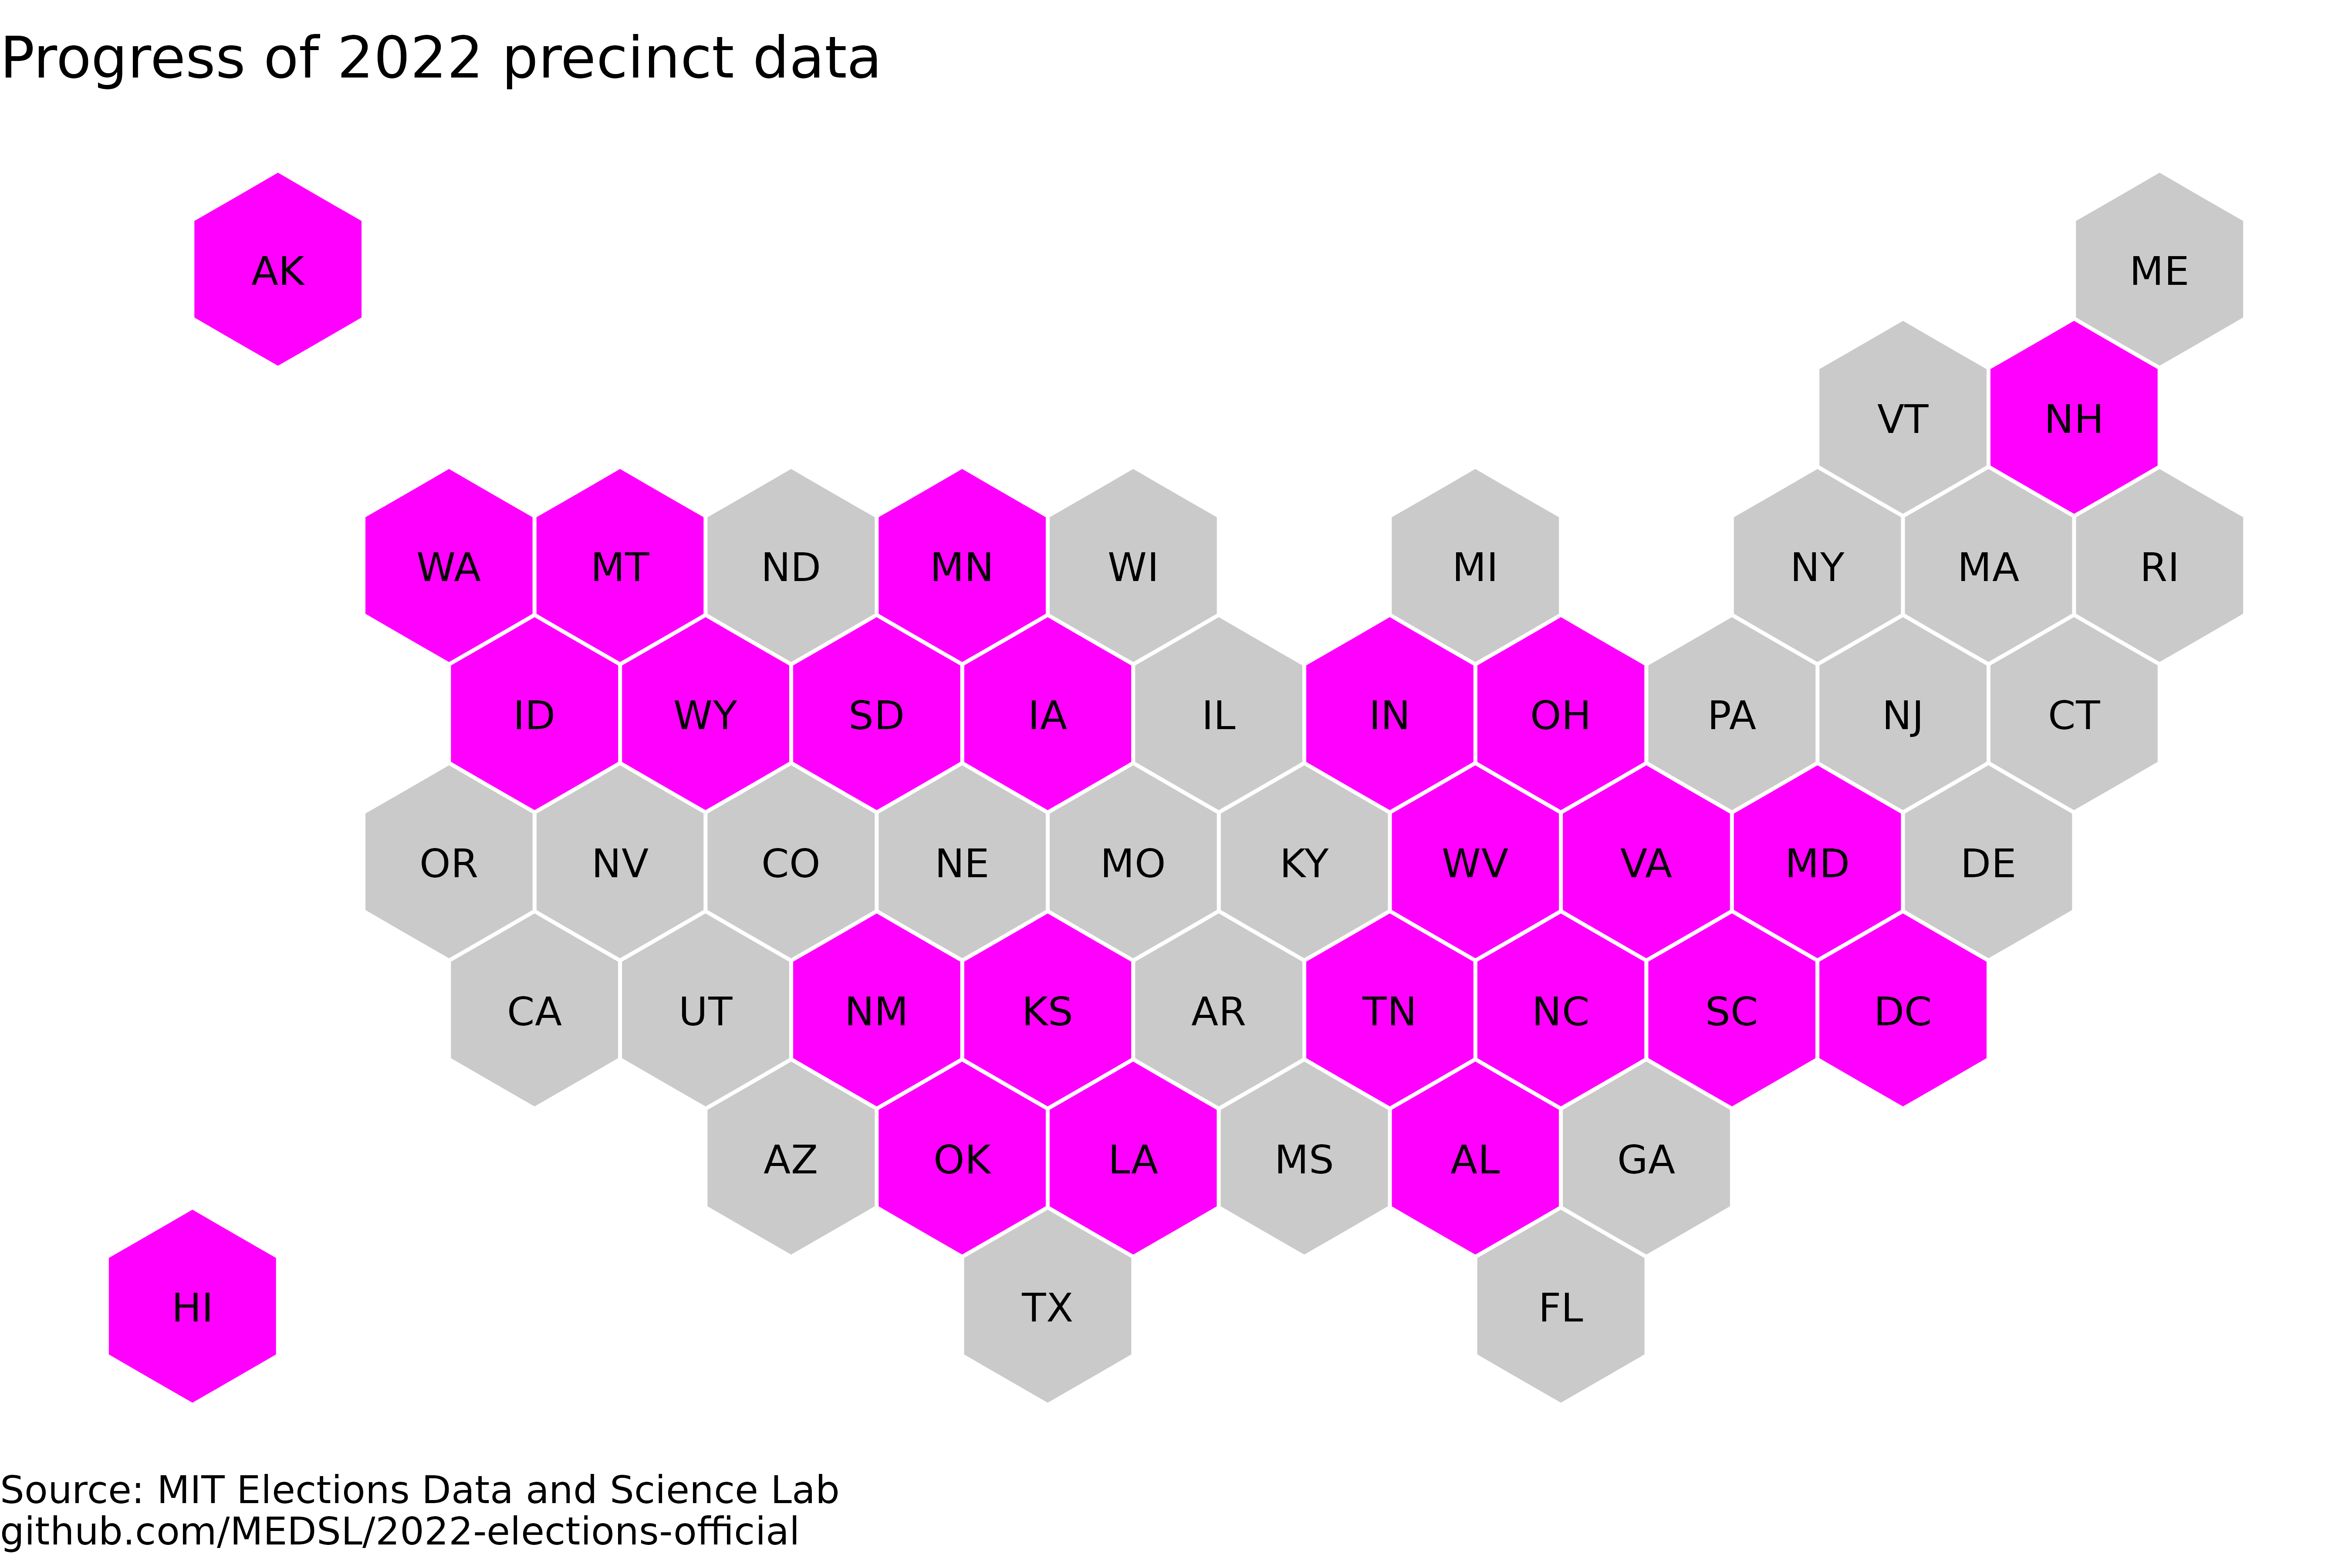 Progress of 2022 precinct data
AK
ME
VT NH
WA MT ND MN WI MI NY MA RI
ID WY SD IA IL IN OH PA NJ CT
OR NV CO NE MO KY WV VA MD DE
CA UT NM KS AR TN NC SC DC
AZ OK LA MS AL GA
HI TX FL
Source: MIT Elections Data and Science Lab
github.com/MEDSL/2022-elections-official